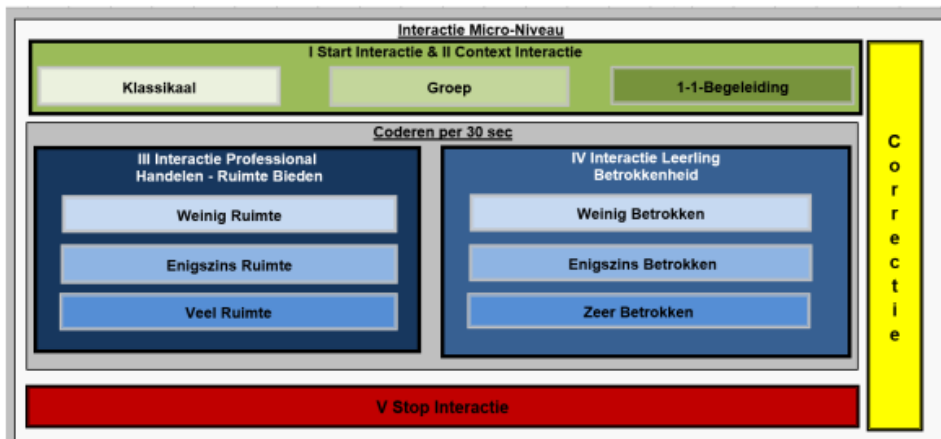 Interactie Micro-Niveau
I Start Interactie & II Context Interactie
Klassikaal
Groep
1-1-Begeleiding
Coderen per 30 sec
III Interactie Professional
Handelen - Ruimte Bieden
Weinig Ruimte
Enigszins Ruimte
Veel Ruimte
IV Interactie Leerling
Betrokkenheid
Weinig Betrokken
Enigszins Betrokken
Zeer Betrokken
V Stop Interactie
Correctie